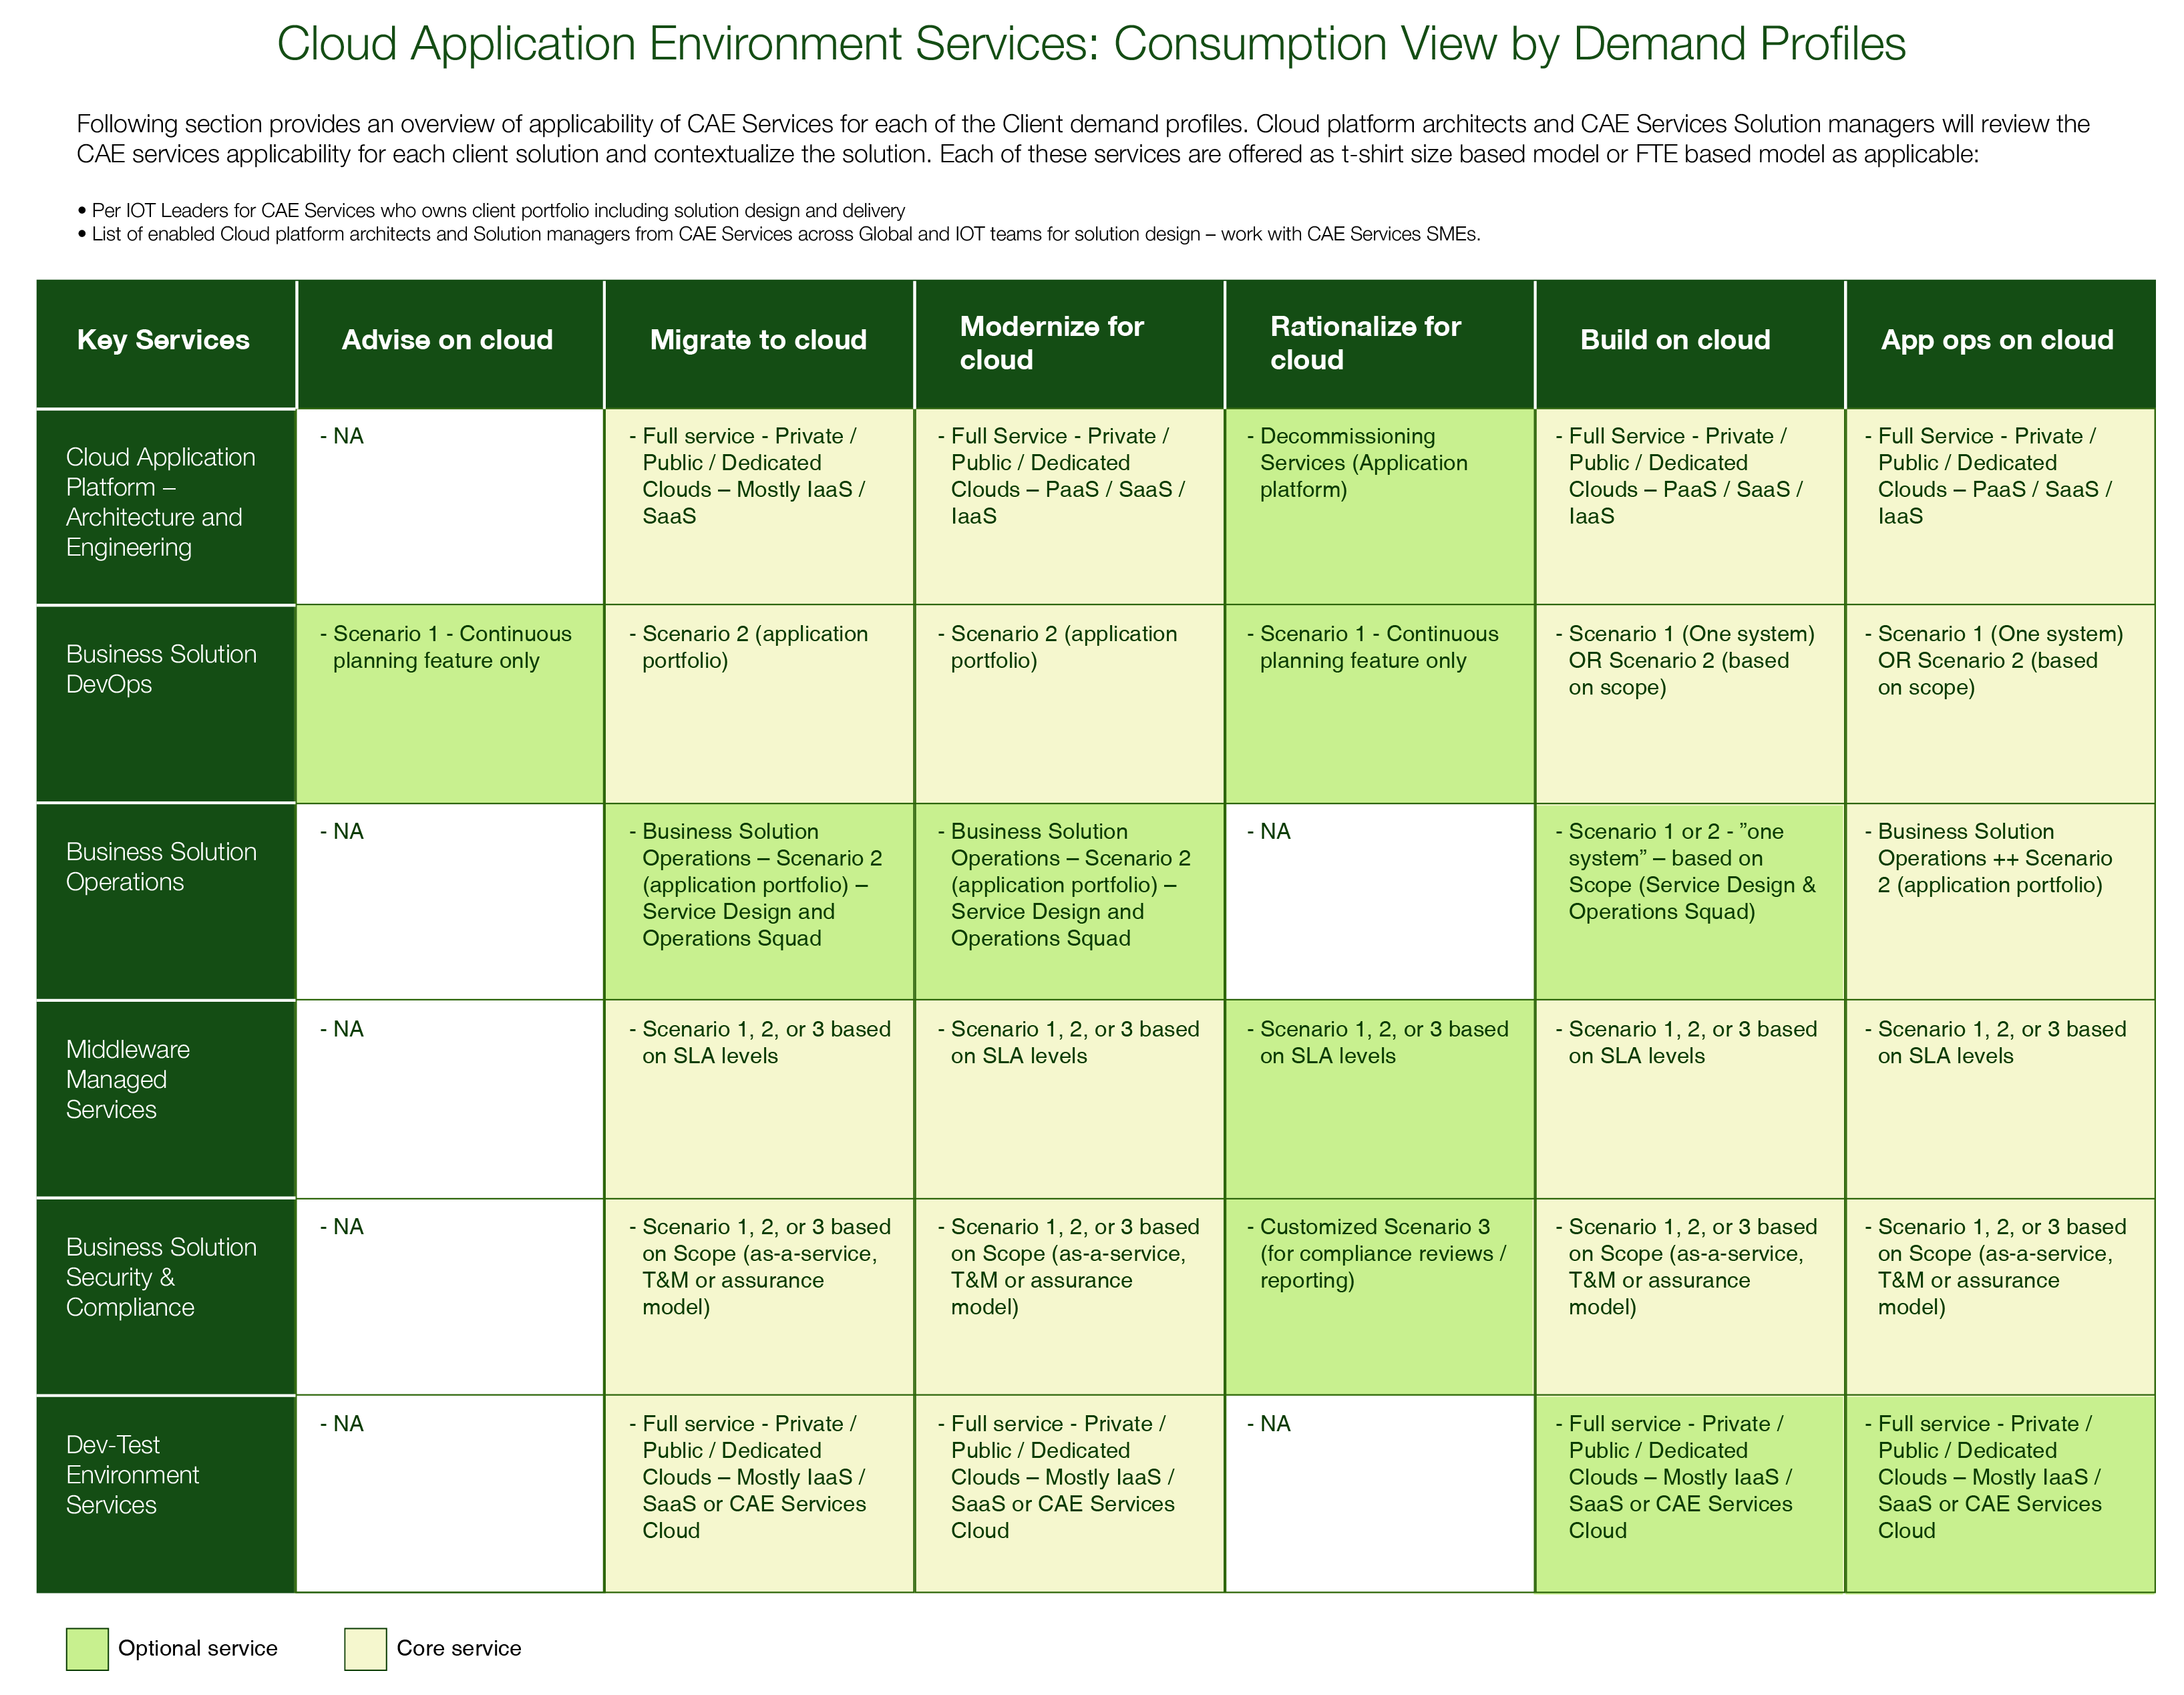 Cloud Application Environment Services: Consumption View by Demand Profiles
Following section provides an overview of applicability of CAE Services for each of the Client demand profiles. Cloud platform architects and CAE Services Solution managers will review the
CAE services applicability for each client solution and contextualize the solution. Each of these services are offered as t-shirt size based model or FTE based model as applicable:
• Per IOT Leaders for CAE Services who owns client portfolio including solution design and delivery
• List of enabled Cloud platform architects and Solution managers from CAE Services across Global and IOT teams for solution design – work with CAE Services SMEs.
Key Services
Advise on cloud
Migrate to cloud
Modernize for
cloud
Rationalize for
cloud
Build on cloud
App ops on cloud
Cloud Application
Platform –
Architecture and
Engineering
- NA
- Full service - Private /
Public / Dedicated
Clouds – Mostly IaaS /
SaaS
- Full Service - Private /
Public / Dedicated
Clouds – PaaS / SaaS /
IaaS
- Decommissioning
Services (Application
platform)
- Full Service - Private /
Public / Dedicated
Clouds – PaaS / SaaS /
IaaS
- Full Service - Private /
Public / Dedicated
Clouds – PaaS / SaaS /
IaaS
Business Solution
DevOps
- Scenario 1 - Continuous
planning feature only
- Scenario 2 (application
portfolio)
- Scenario 2 (application
portfolio)
- Scenario 1 - Continuous
planning feature only
- Scenario 1 (One system)
OR Scenario 2 (based
on scope)
- Scenario 1 (One system)
OR Scenario 2 (based
on scope)
Business Solution
Operations
- NA
- Business Solution
Operations – Scenario 2
(application portfolio) –
Service Design and
Operations Squad
- Business Solution
Operations – Scenario 2
(application portfolio) –
Service Design and
Operations Squad
- NA
- Scenario 1 or 2 - ”one
system” – based on
Scope (Service Design &
Operations Squad)
- Business Solution
Operations ++ Scenario
2 (application portfolio)
Middleware
Managed
Services
- NA
- Scenario 1, 2, or 3 based
on SLA levels
- Scenario 1, 2, or 3 based
on SLA levels
- Scenario 1, 2, or 3 based
on SLA levels
- Scenario 1, 2, or 3 based
on SLA levels
- Scenario 1, 2, or 3 based
on SLA levels
Business Solution
Security &
Compliance
- NA
- Scenario 1, 2, or 3 based
on Scope (as-a-service,
T&M or assurance
model)
- Scenario 1, 2, or 3 based
on Scope (as-a-service,
T&M or assurance
model)
- Customized Scenario 3
(for compliance reviews /
reporting)
- Scenario 1, 2, or 3 based
on Scope (as-a-service,
T&M or assurance
model)
- Scenario 1, 2, or 3 based
on Scope (as-a-service,
T&M or assurance
model)
Dev-Test
Environment
Services
- NA
- Full service - Private /
Public / Dedicated
Clouds – Mostly IaaS /
SaaS or CAE Services
Cloud
- Full service - Private /
Public / Dedicated
Clouds – Mostly IaaS /
SaaS or CAE Services
Cloud
- NA
- Full service - Private /
Public / Dedicated
Clouds – Mostly IaaS /
SaaS or CAE Services
Cloud
- Full service - Private /
Public / Dedicated
Clouds – Mostly IaaS /
SaaS or CAE Services
Cloud
Optional service
Core service